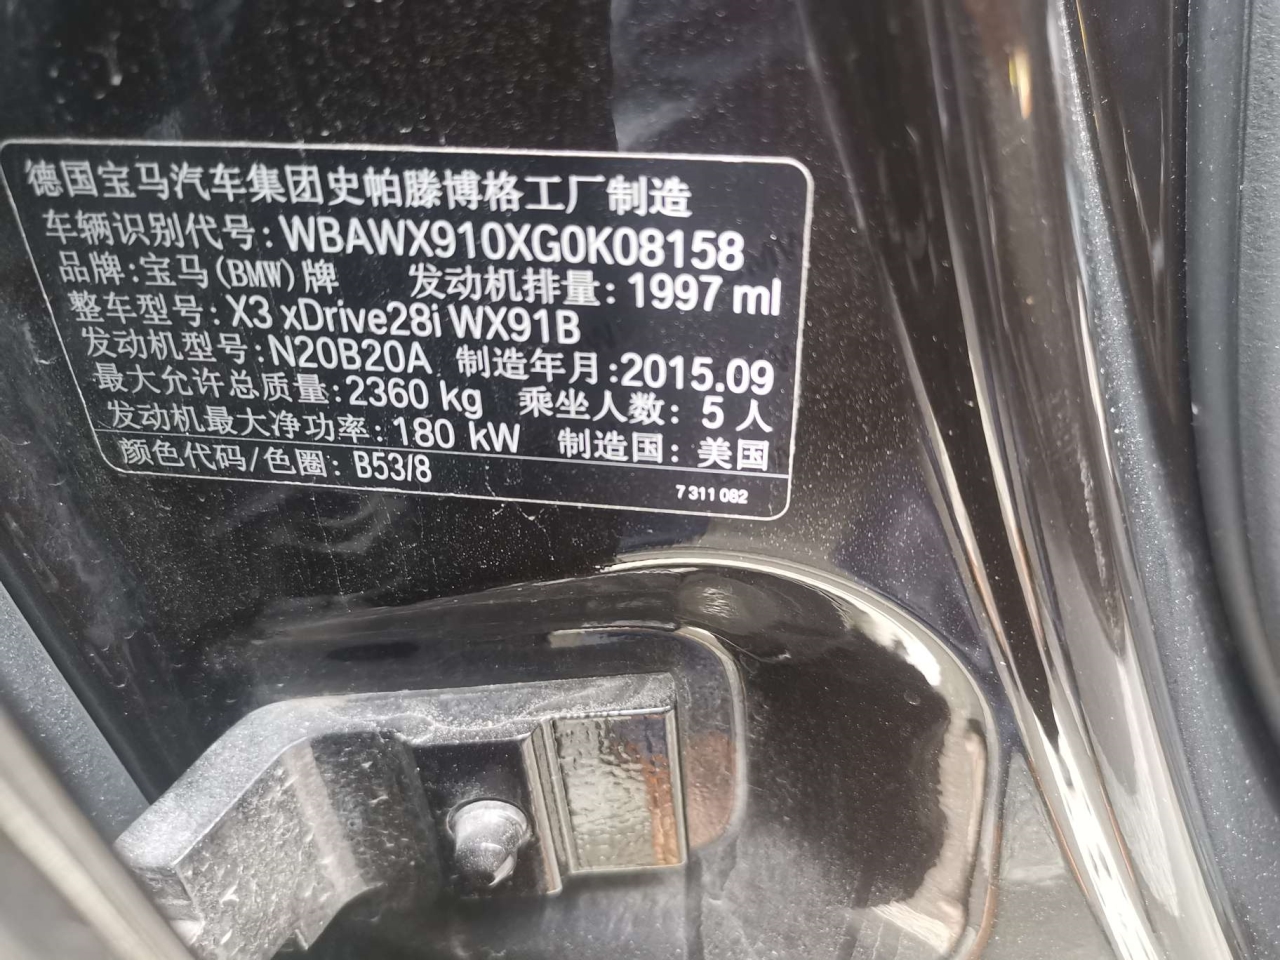 德国宝马汽车集团史帕滕博格工厂制造
车辆识别代号:WBAWX910XG0K08158
品牌:宝马(BMW)牌 发动机排量:1997 ml
整车型号:X3 xDrive28i WX91B
发动机型号:N20B20A 制造年月:2015.09
最大允许总质量:2360 kg 乘坐人数: 5 人
发动机最大净功率:180 kW 制造国: 美国
颜色代码/色圈: B53/8
7 311 082